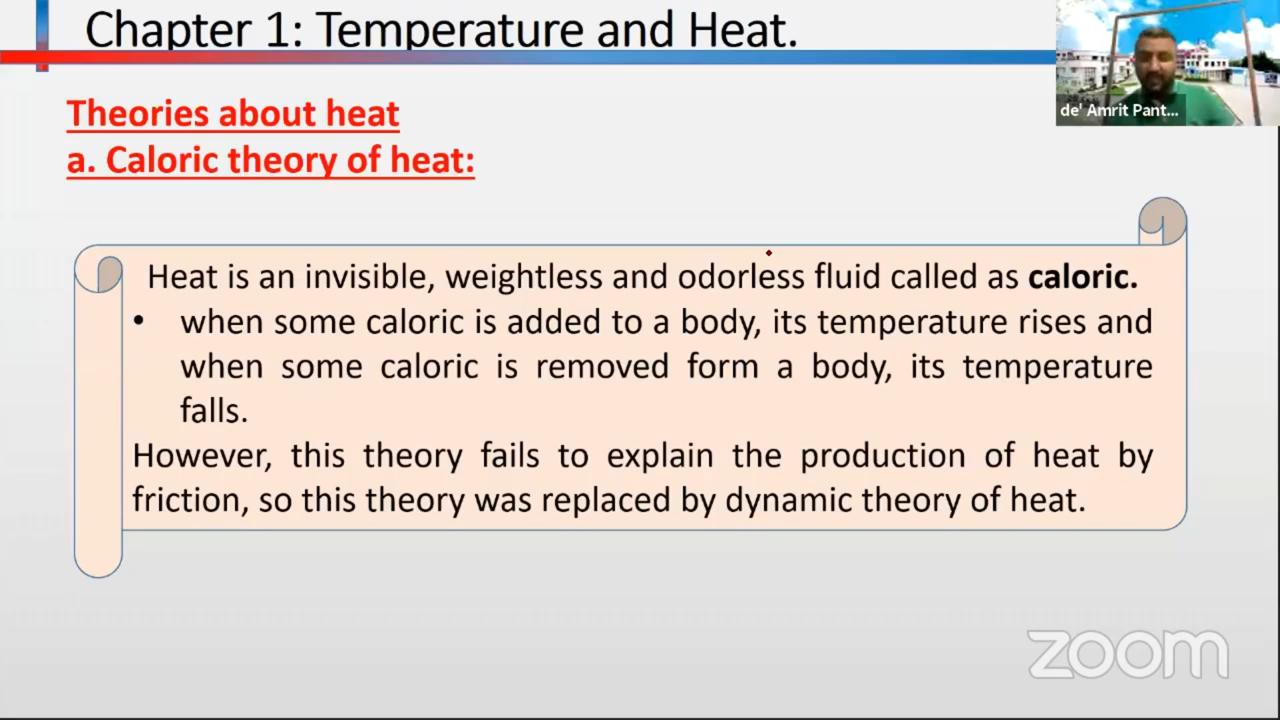 Chapter 1: Temperature and Heat.
de' Amrit Pant...
Theories about heat
a. Caloric theory of heat:
Heat is an invisible, weightless and odorless fluid called as caloric.
• when some caloric is added to a body, its temperature rises and
when some caloric is removed form a body, its temperature
falls.
However, this theory fails to explain the production of heat by
friction, so this theory was replaced by dynamic theory of heat.
zoom